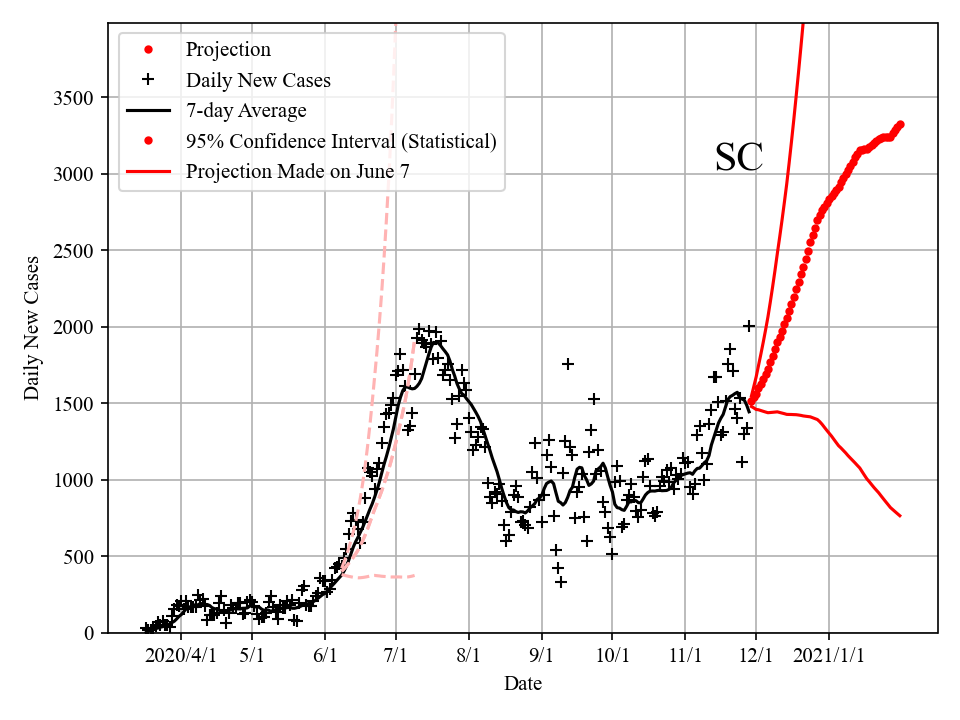 Projection
Daily New Cases
7-day Average
95% Confidence Interval (Statistical)
Projection Made on June 7
SC
Daily New Cases
3500
3000
2500
2000
1500
1000
500
0
2020/4/1 5/1 6/1 7/1 8/1 9/1 10/1 11/1 12/1 2021/1/1
Date